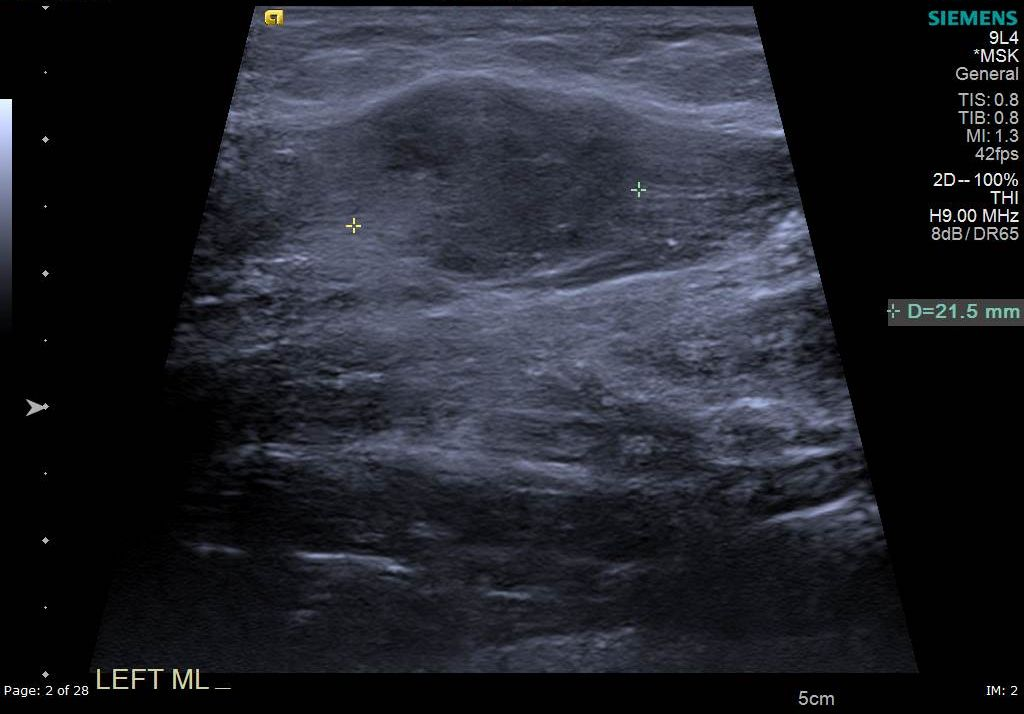 SIEMENS
9L4
*MSK
General
TIS: 0.8
TIB: 0.8
MI: 1.3
42fps
2D--100%
THI
H9.00 MHz
8dB/DR65
D=21.5 mm
LEFT ML_
Page: 2 of 28
5cm
IM: 2